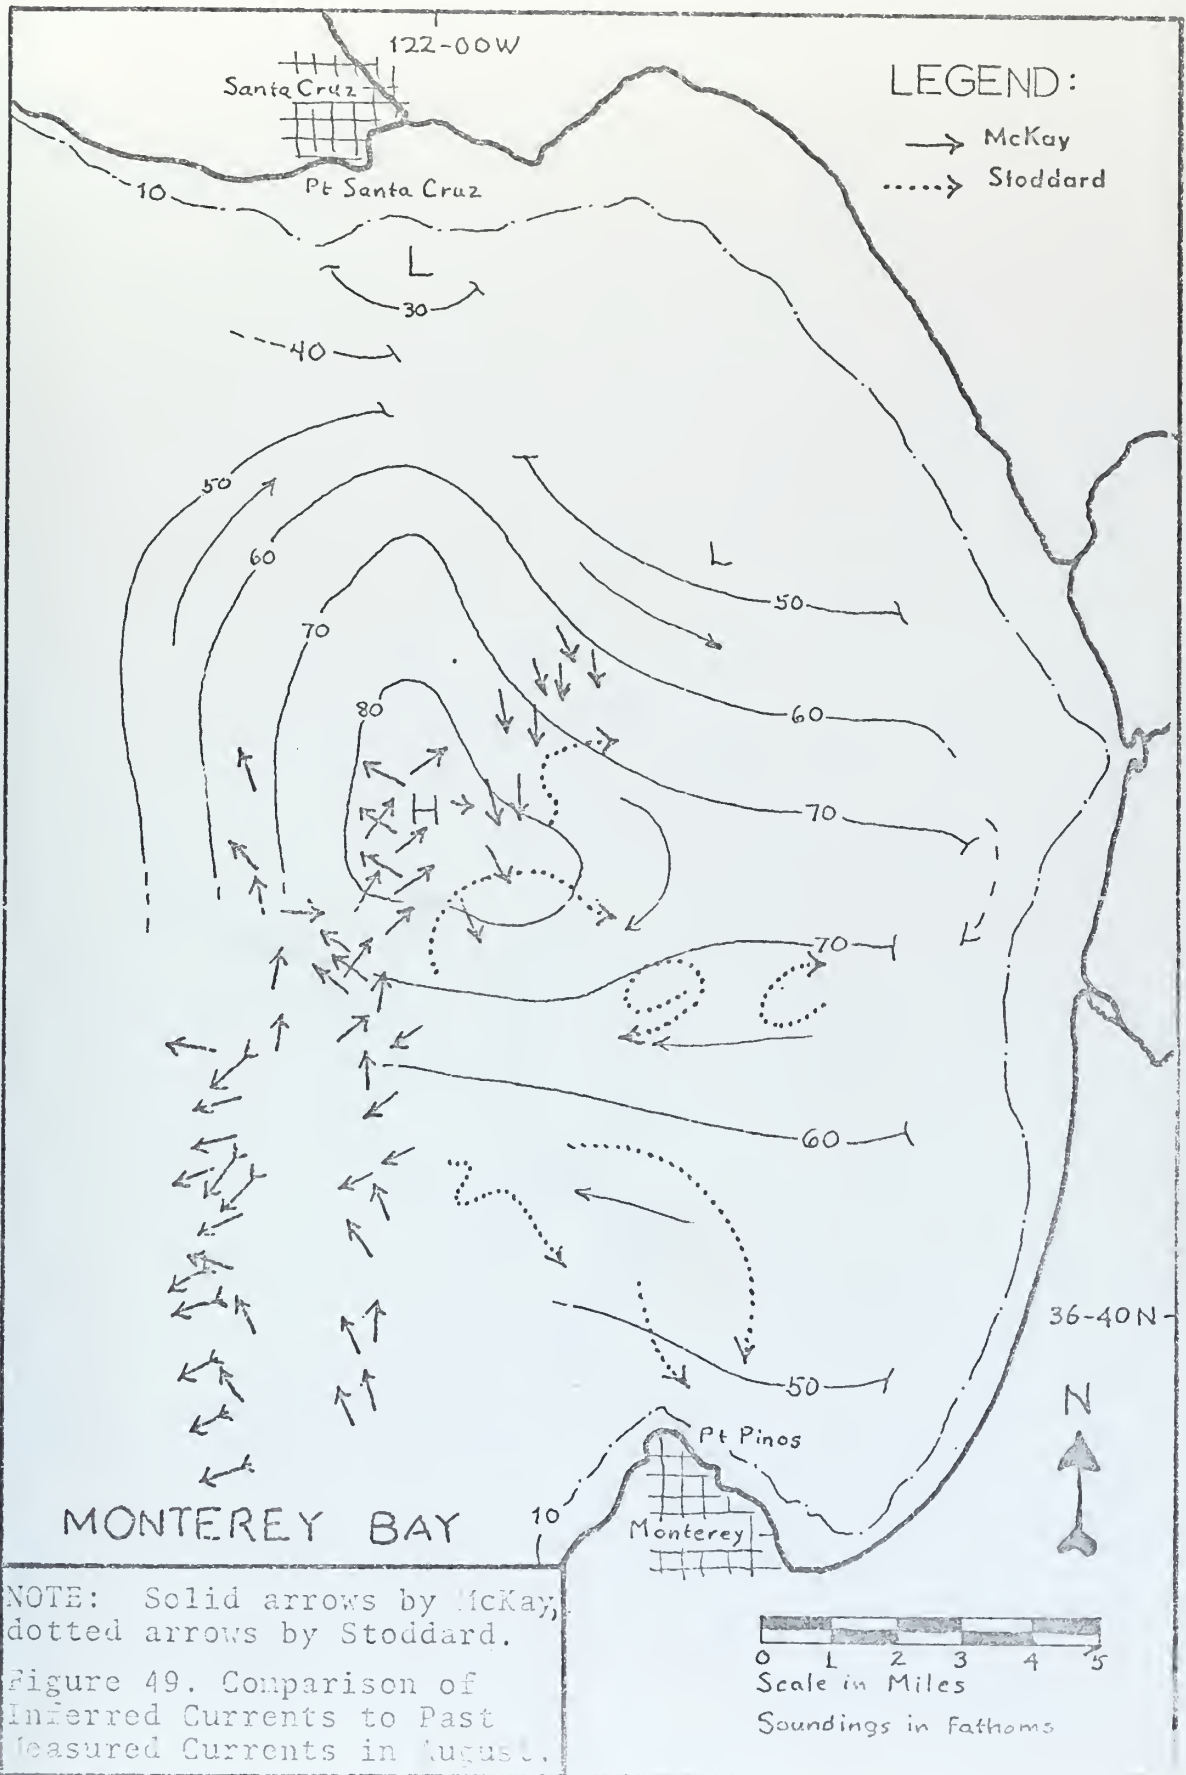 122-00W
Santa Cruz
LEGEND:
McKay
Stoddard
10
Pt Santa Cruz
L
30
40
50
60
L
50
70
80
60
H
70
70
60
36-40N
50
N
Pt Pinos
10
Monterey
MONTEREY BAY
NOTE: Solid arrows by McKay,
dotted arrows by Stoddard.
Figure 49. Comparison of
Inferred Currents to Past
Measured Currents in August.
0 1 2 3 4 5
Scale in Miles
Soundings in Fathoms